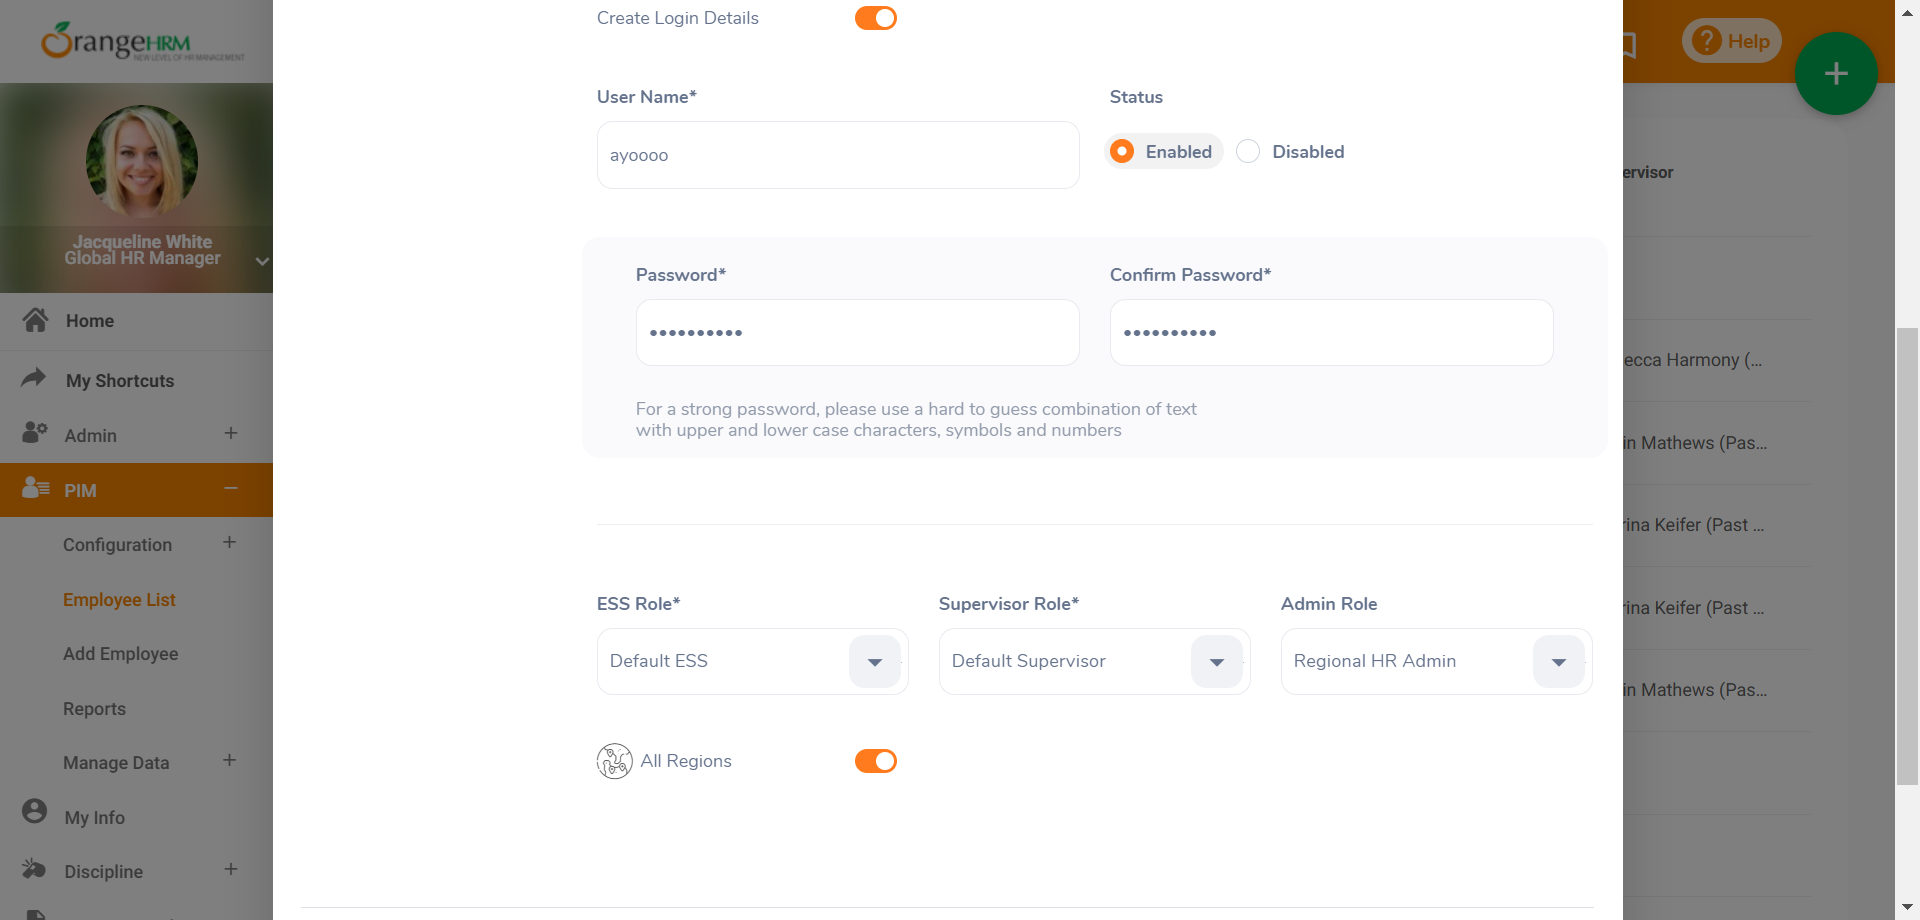 OrangeHRM
NEW LEVEL OF HR MANAGEMENT
Jacqueline White
Global HR Manager
Home
My Shortcuts
Admin
PIM
Configuration
Employee List
Add Employee
Reports
Manage Data
My Info
Discipline
Create Login Details
User Name*
ayoooo
Status
Enabled
Disabled
Password*
••••••••••
Confirm Password*
••••••••••
For a strong password, please use a hard to guess combination of text
with upper and lower case characters, symbols and numbers
ESS Role*
Default ESS
Supervisor Role*
Default Supervisor
Admin Role
Regional HR Admin
All Regions
? Help
+
ervisor
ecca Harmony (...
in Mathews (Pas...
rina Keifer (Past ...
rina Keifer (Past ...
in Mathews (Pas...